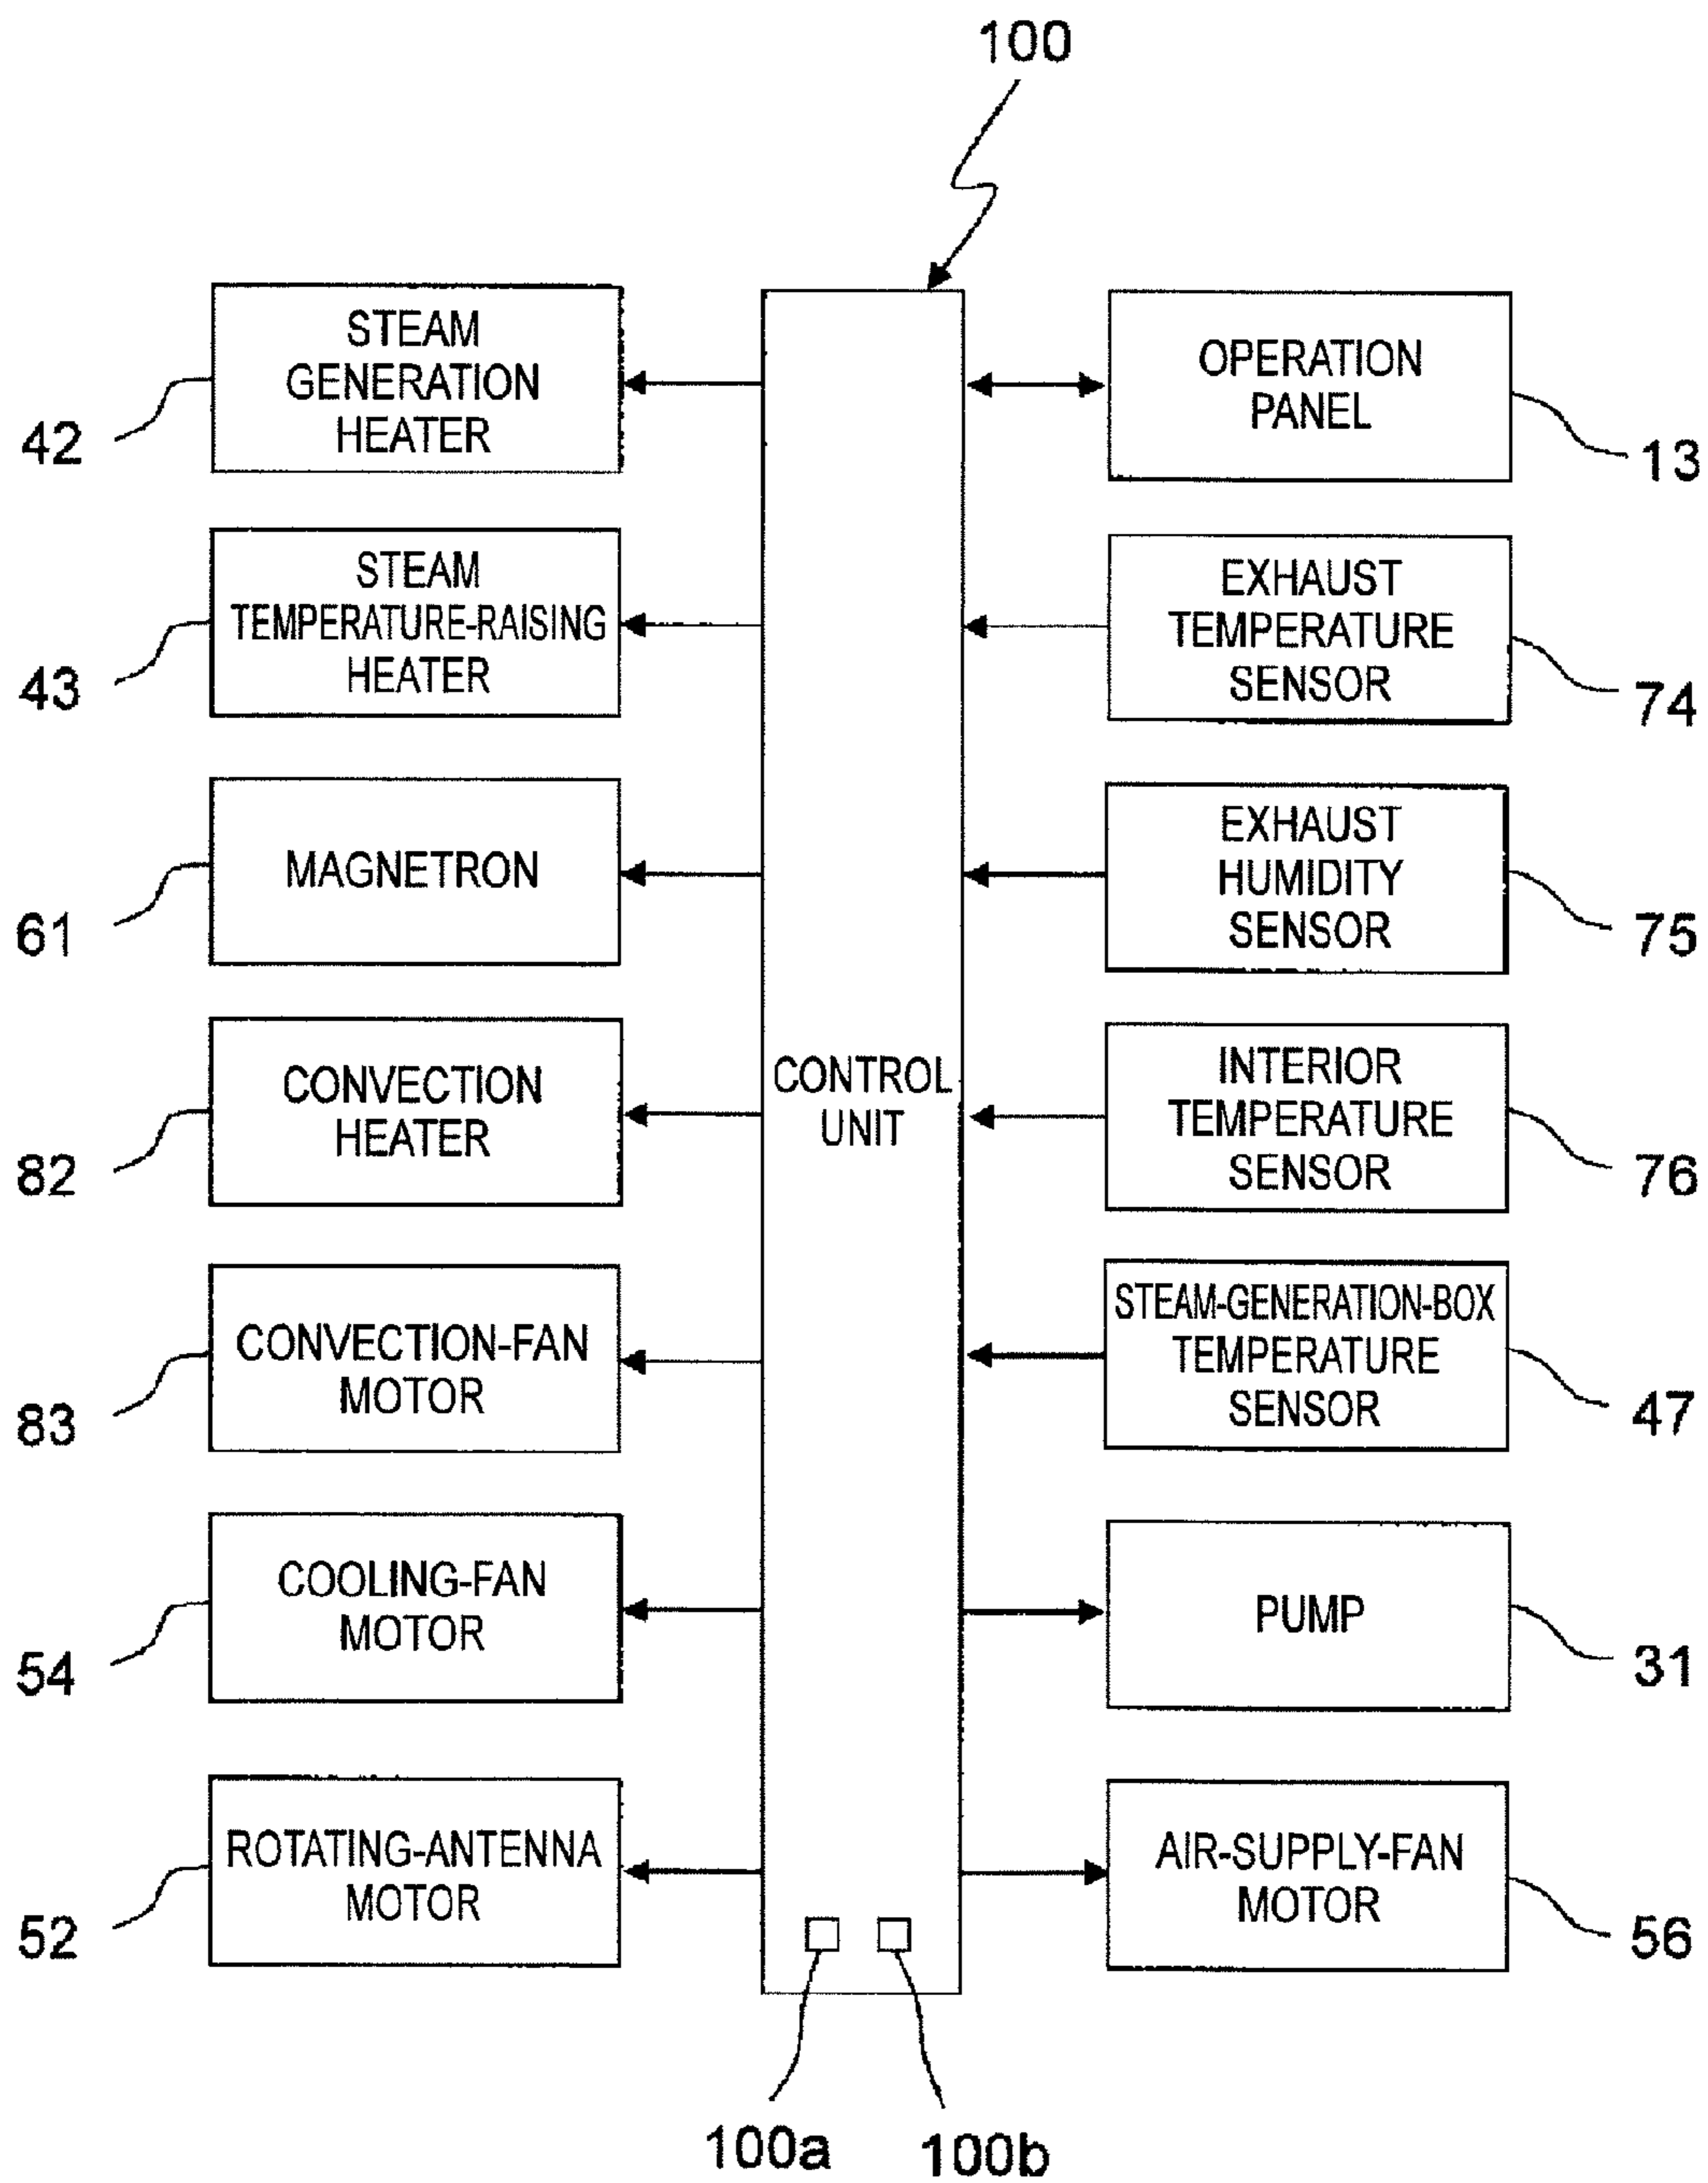 100
STEAM
GENERATION
HEATER
42
OPERATION
PANEL
13
STEAM
TEMPERATURE-RAISING
HEATER
43
EXHAUST
TEMPERATURE
SENSOR
74
MAGNETRON
61
EXHAUST
HUMIDITY
SENSOR
75
CONVECTION
HEATER
82
CONTROL
UNIT
INTERIOR
TEMPERATURE
SENSOR
76
CONVECTION-FAN
MOTOR
83
STEAM-GENERATION-BOX
TEMPERATURE
SENSOR
47
COOLING-FAN
MOTOR
54
PUMP
31
ROTATING-ANTENNA
MOTOR
52
AIR-SUPPLY-FAN
MOTOR
56
100a
100b